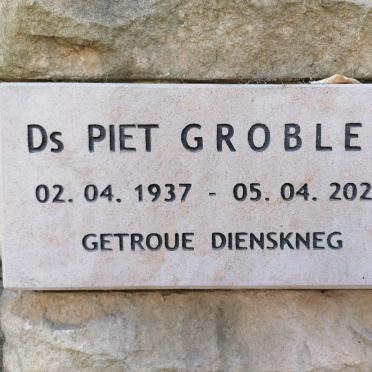 Ds PIET GROBLE
02. 04. 1937 - 05. 04. 202
GETROUE DIENSKNEG